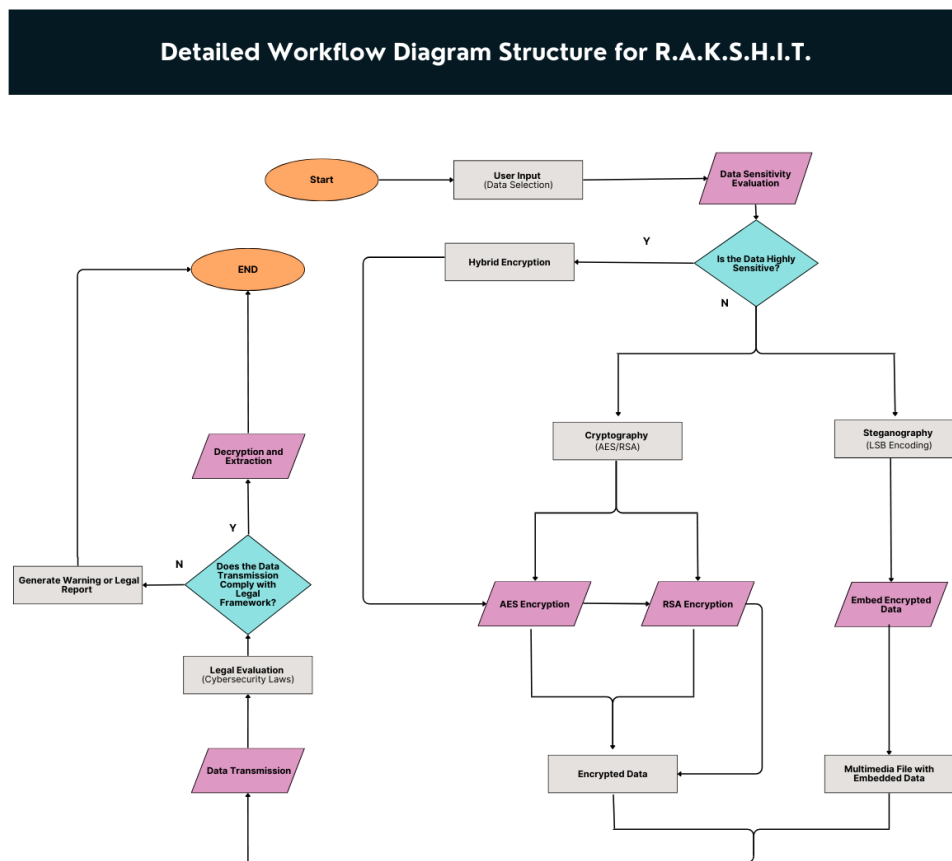 Detailed Workflow Diagram Structure for R.A.K.S.H.I.T.
Start
User Input
(Data Selection)
Data Sensitivity
Evaluation
Is the Data Highly
Sensitive?
Y
N
Hybrid Encryption
END
Cryptography
(AES/RSA)
Steganography
(LSB Encoding)
Decryption and
Extraction
Y
N
Does the Data
Transmission
Comply with
Legal
Framework?
Generate Warning or Legal
Report
AES Encryption
RSA Encryption
Embed Encrypted
Data
Legal Evaluation
(Cybersecurity Laws)
Data Transmission
Encrypted Data
Multimedia File with
Embedded Data